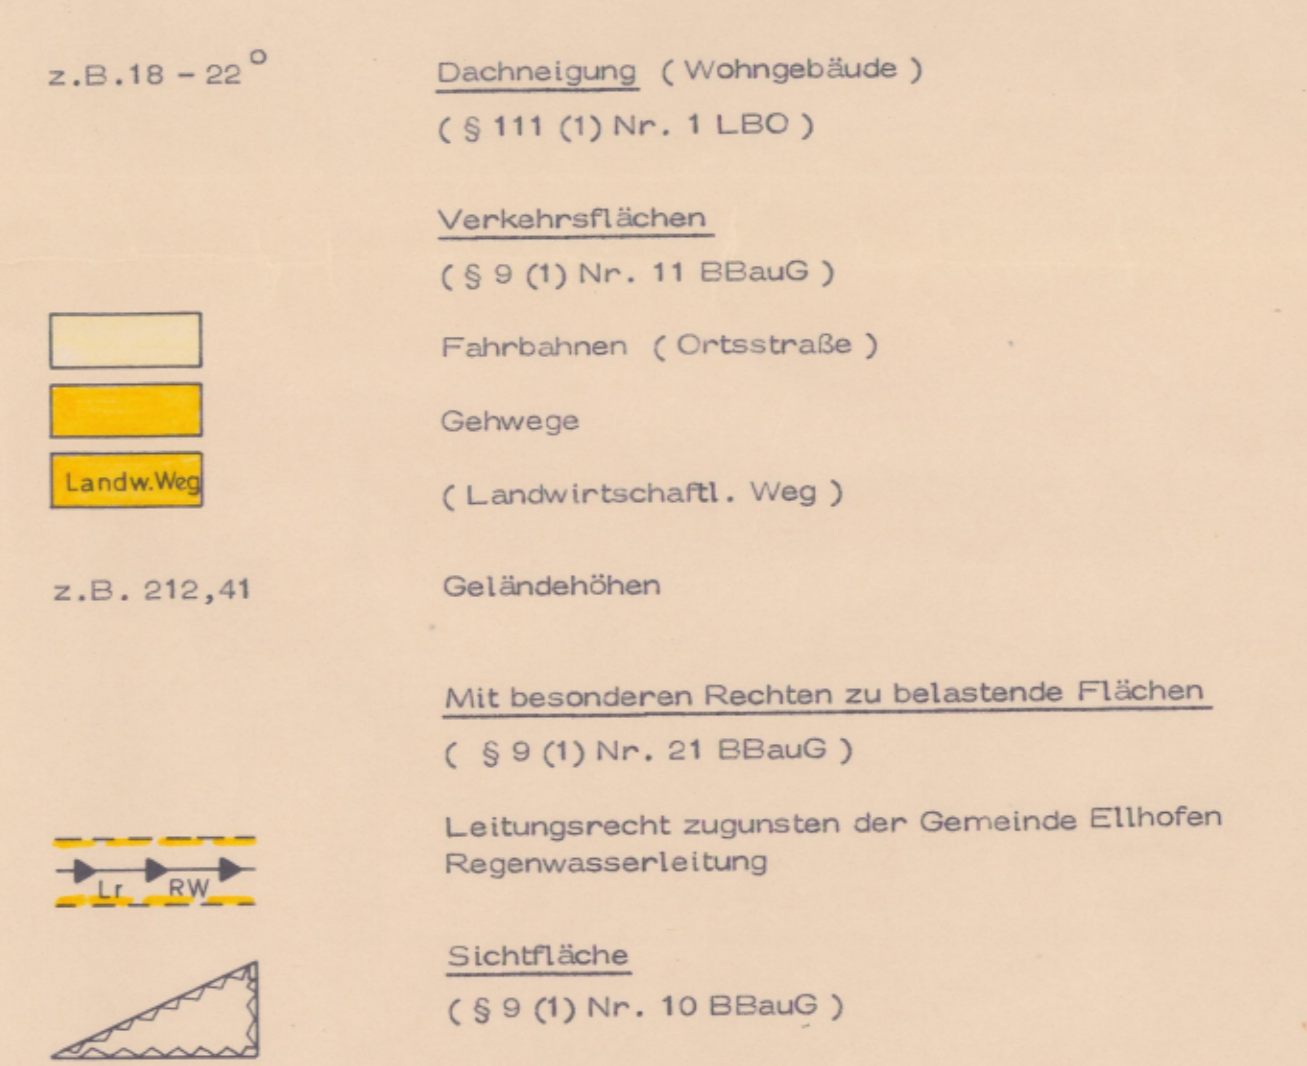 z.B.18 - 22° Dachneigung ( Wohngebäude )
( § 111 (1) Nr. 1 LBO )
Verkehrsflächen
( § 9 (1) Nr. 11 BBauG )
Fahrbahnen ( Ortsstraße )
Gehwege
Landw.Weg ( Landwirtschaftl. Weg )
z.B. 212,41 Geländehöhen
Mit besonderen Rechten zu belastende Flächen
( § 9 (1) Nr. 21 BBauG )
Leitungsrecht zugunsten der Gemeinde Ellhofen
Regenwasserleitung
Lr RW
Sichtfläche
( § 9 (1) Nr. 10 BBauG )